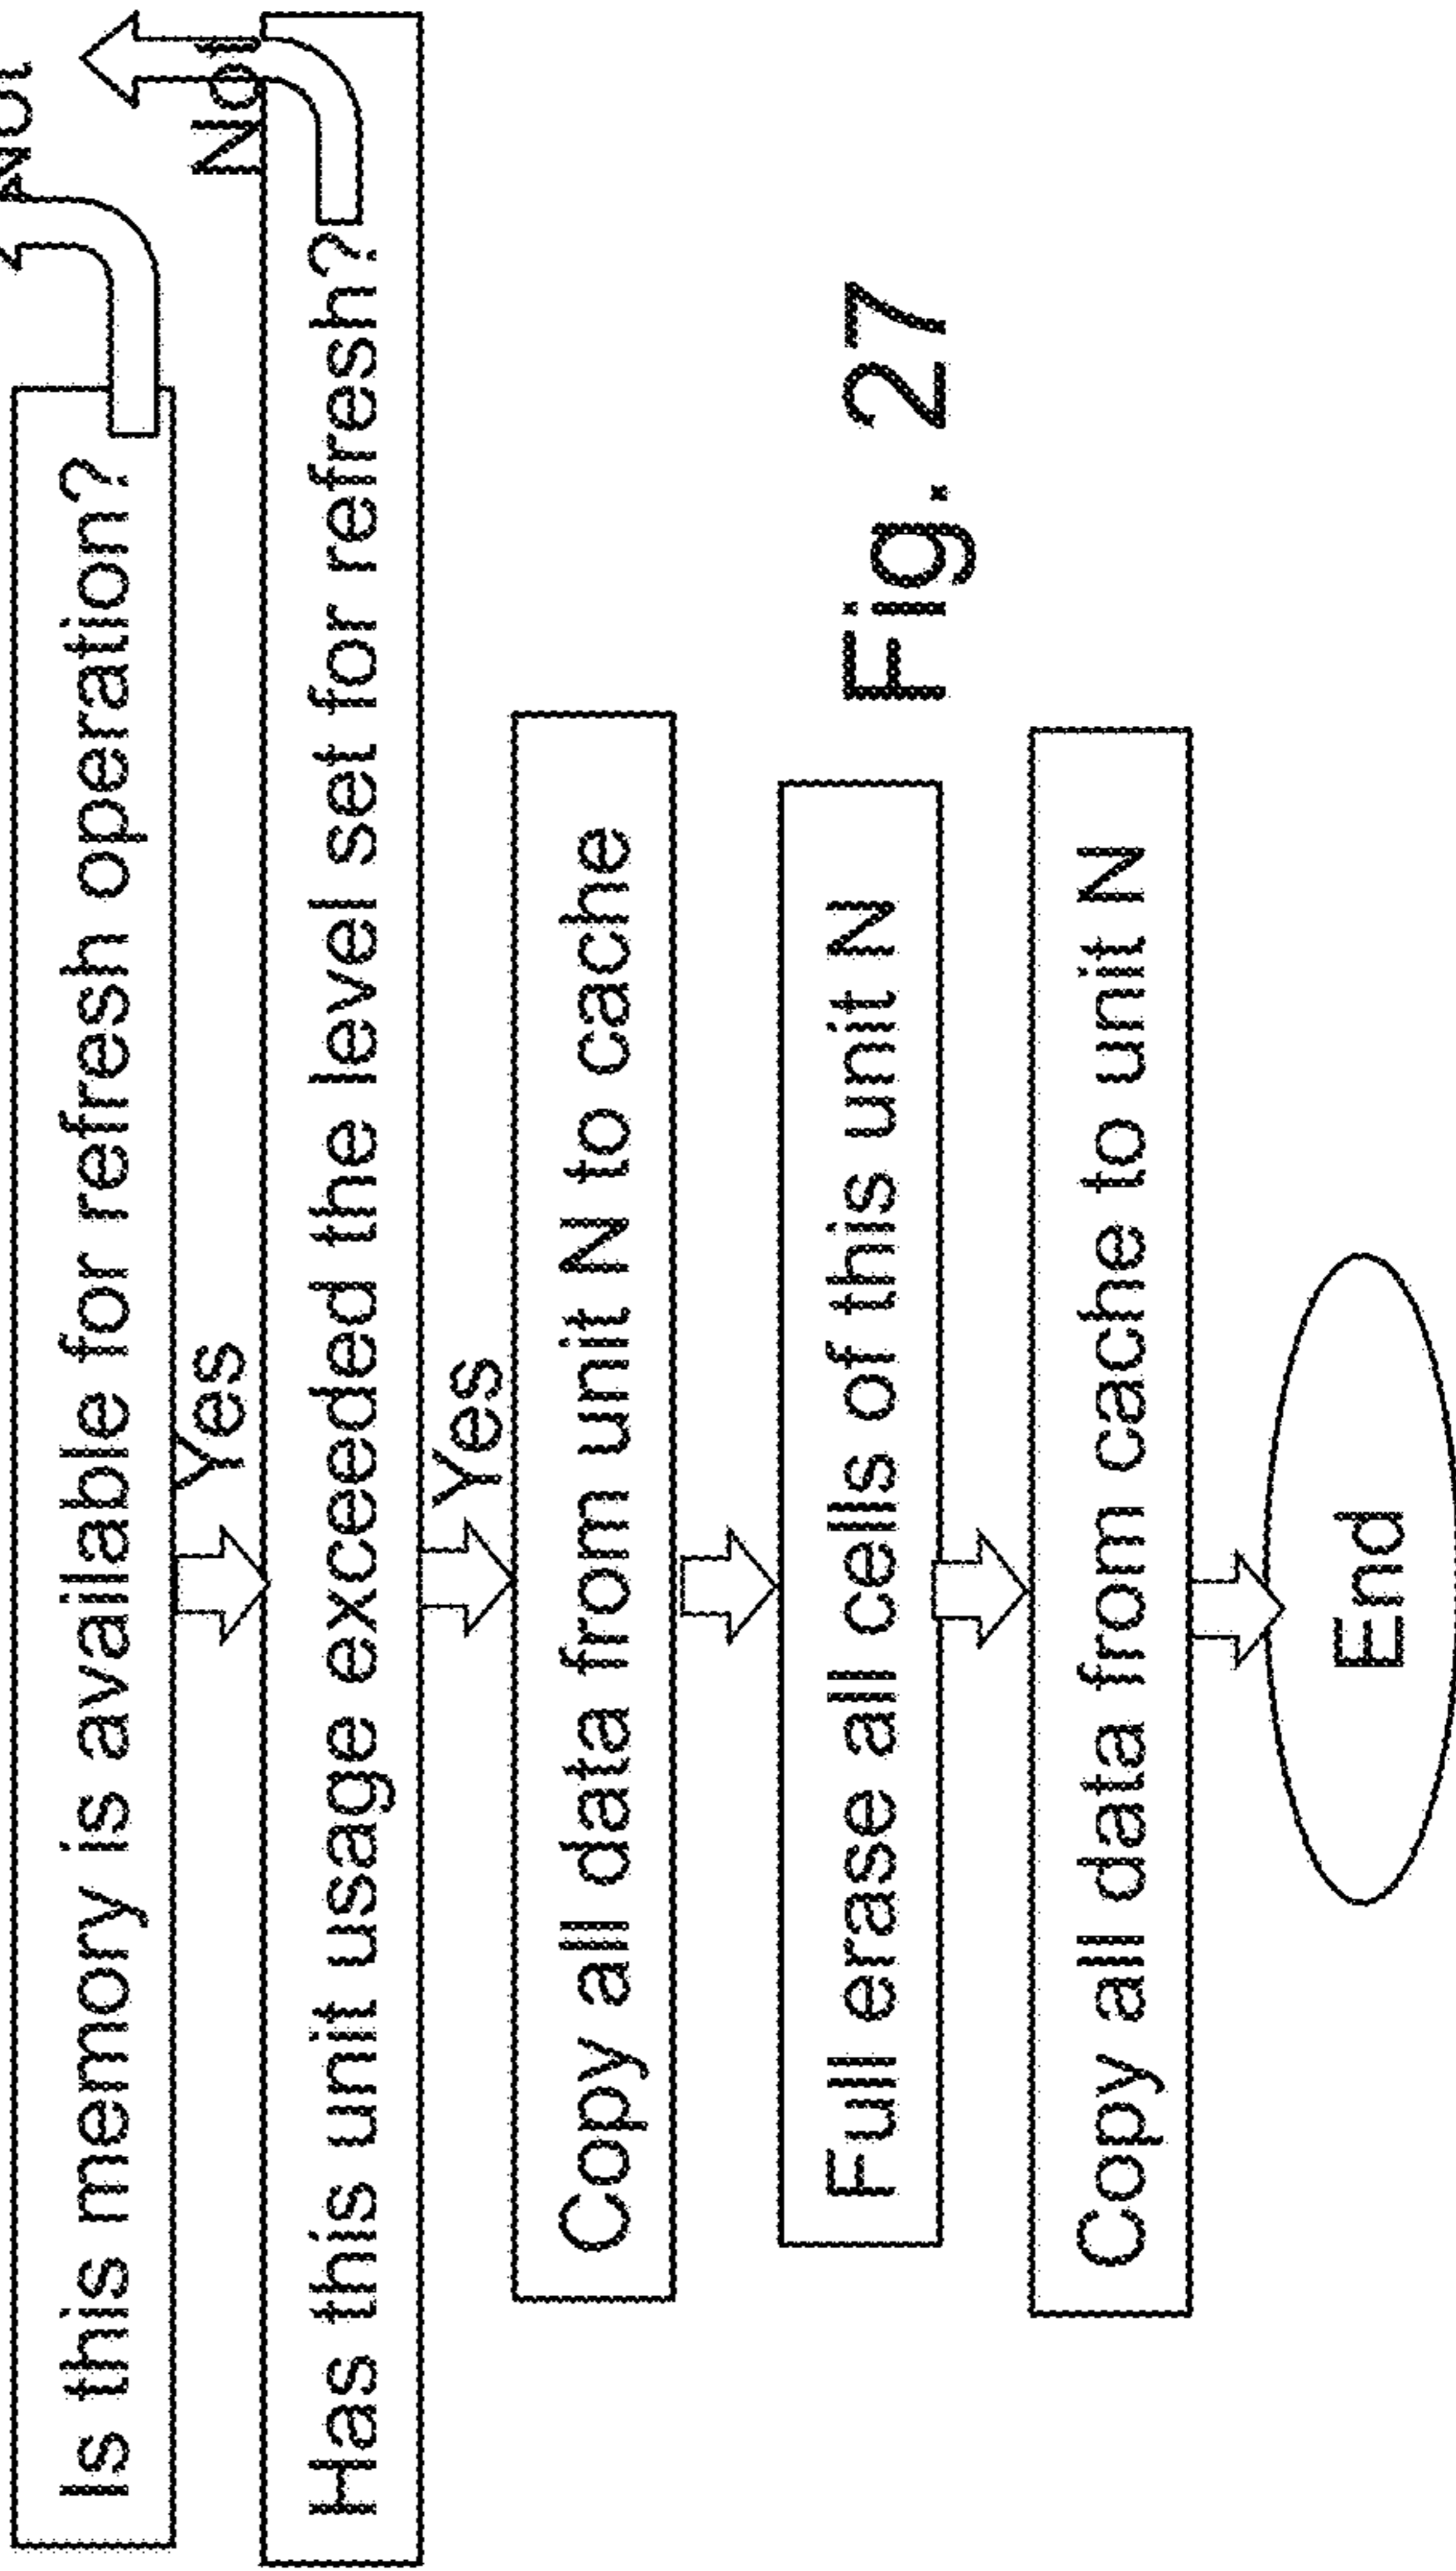 Not
Is this memory is available for refresh operation?
Yes
Not
Has this unit usage exceeded the level set for refresh?
Yes
Copy all data from unit N to cache
Full erase all cells of this unit N
Fig. 27
Copy all data from cache to unit N
End